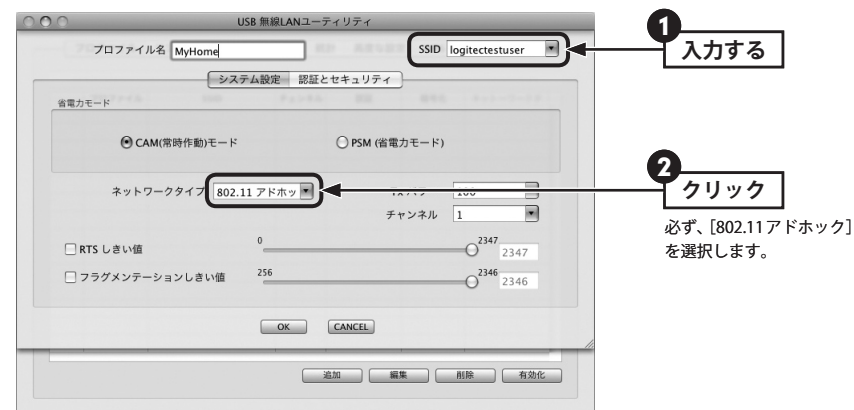 USB 無線LANユーティリティ
プロファイル名 MyHome
SSID logitectestuser
システム設定 認証とセキュリティ
省電力モード
CAM(常時作動)モード
PSM (省電力モード)
ネットワークタイプ 802.11 アドホッ
チャンネル 1
RTS しきい値 0 2347 2347
フラグメンテーションしきい値 256 2346 2346
OK CANCEL
追加 編集 削除 有効化
1 入力する
2 クリック
必ず、[802.11アドホック]
を選択します。